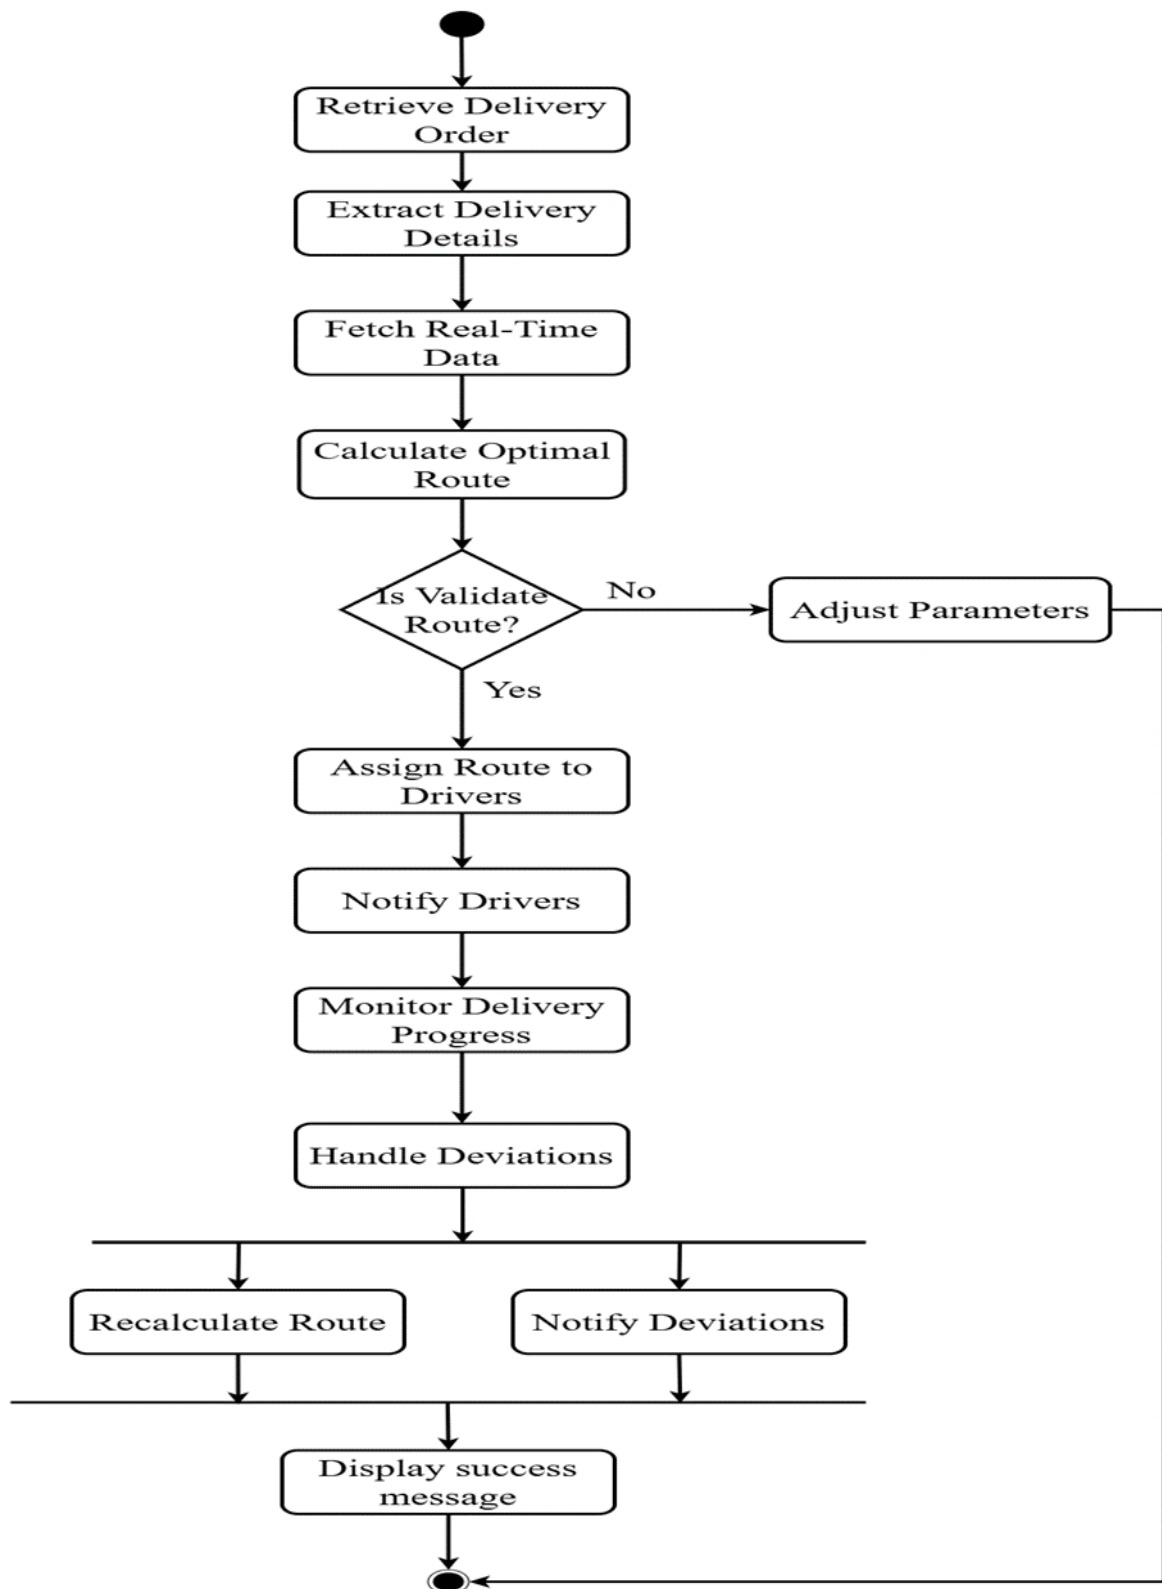 Retrieve Delivery
Order
Extract Delivery
Details
Fetch Real-Time
Data
Calculate Optimal
Route
Is Validate
Route?
No
Adjust Parameters
Yes
Assign Route to
Drivers
Notify Drivers
Monitor Delivery
Progress
Handle Deviations
Recalculate Route
Notify Deviations
Display success
message